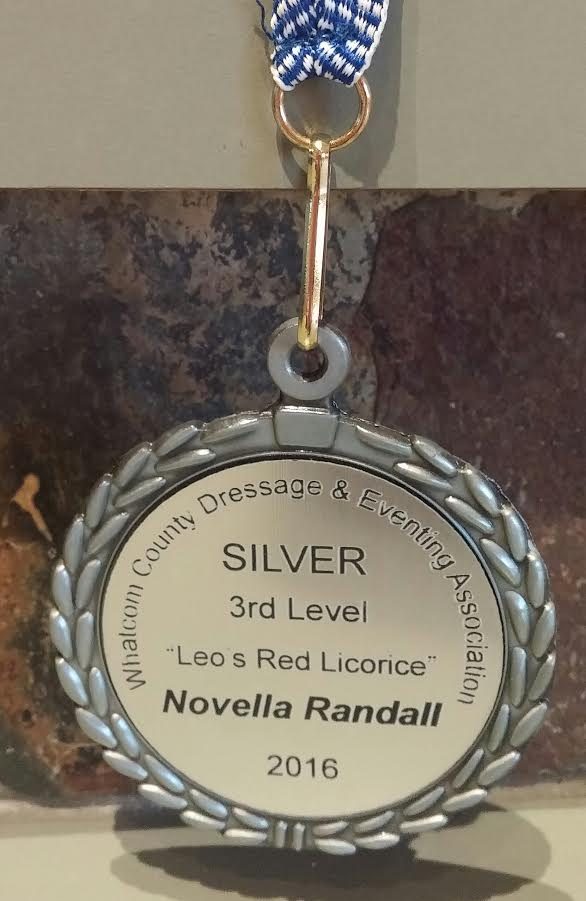 Whatcom County Dressage & Eventing Association
SILVER
3rd Level
"Leo's Red Licorice"
Novella Randall
2016